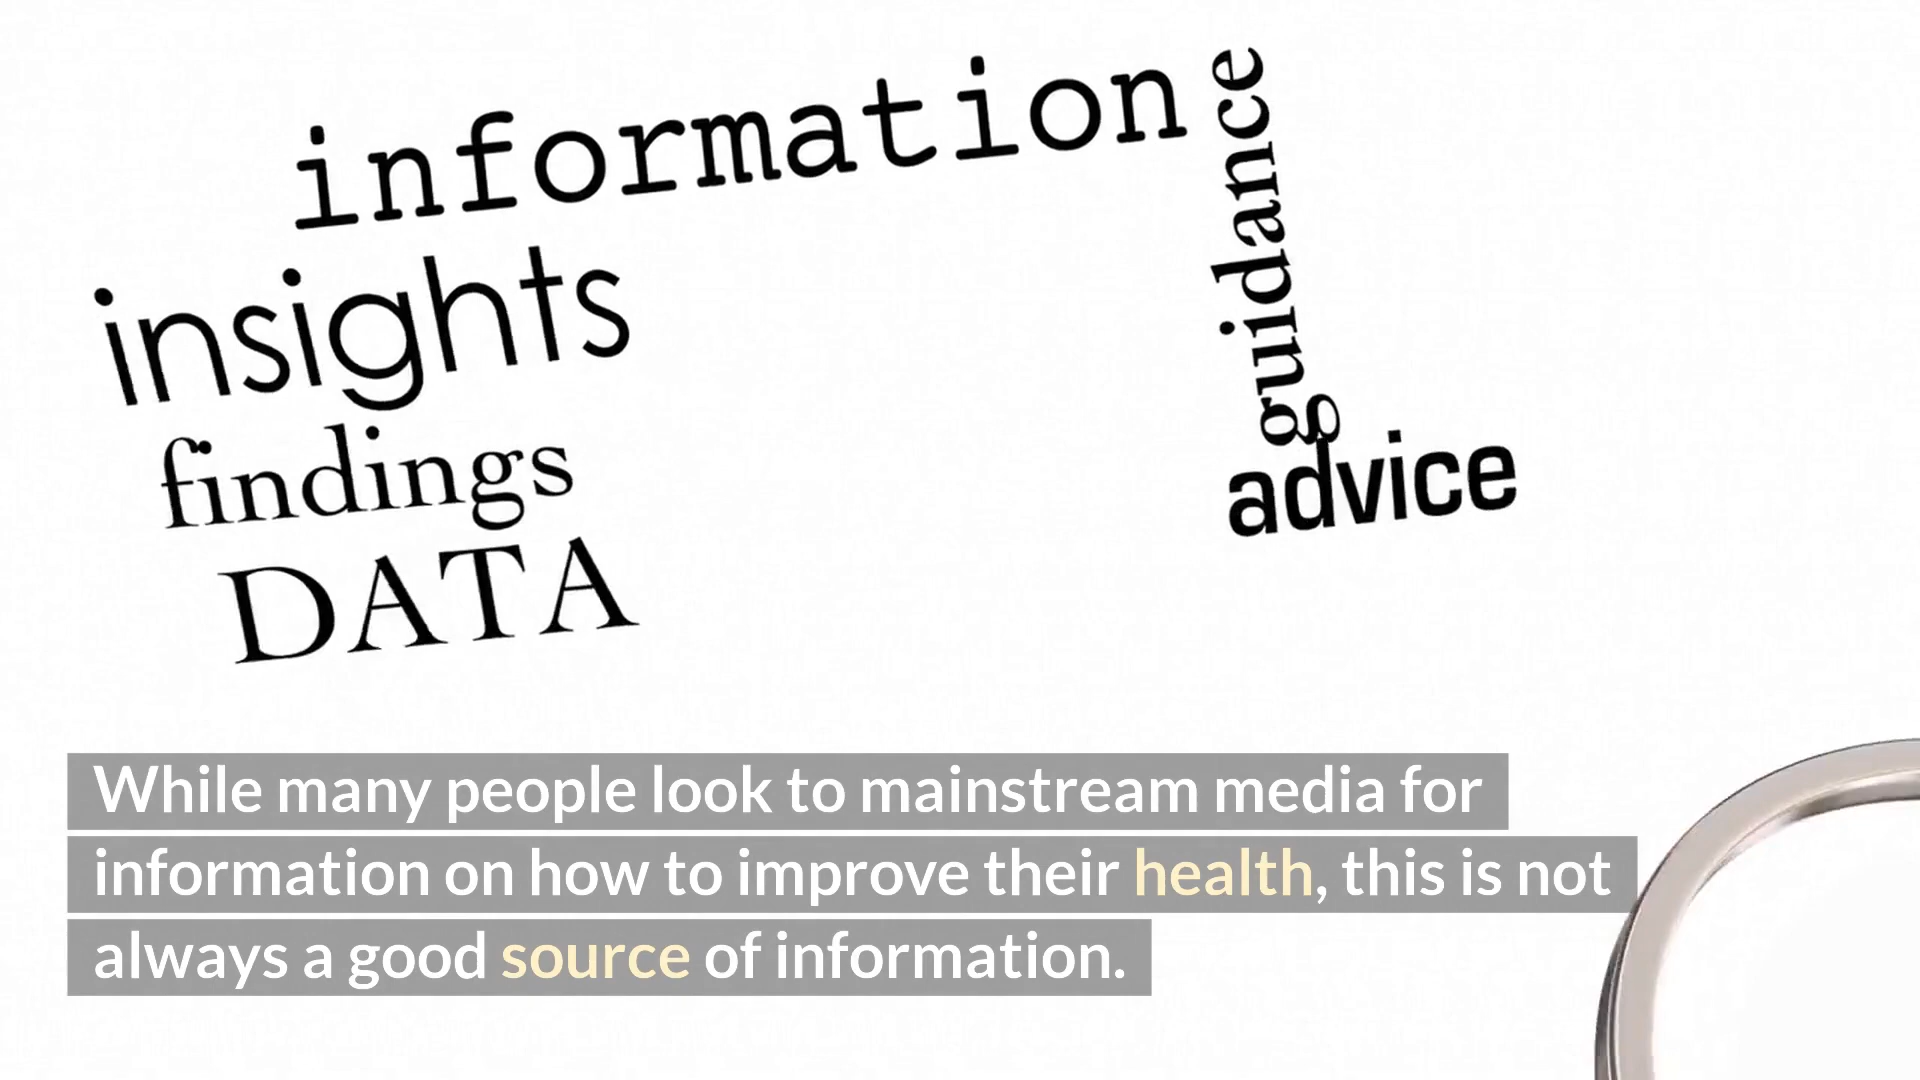 information
guidance
insights
findings
DATA
advice
While many people look to mainstream media for
information on how to improve their health, this is not
always a good source of information.